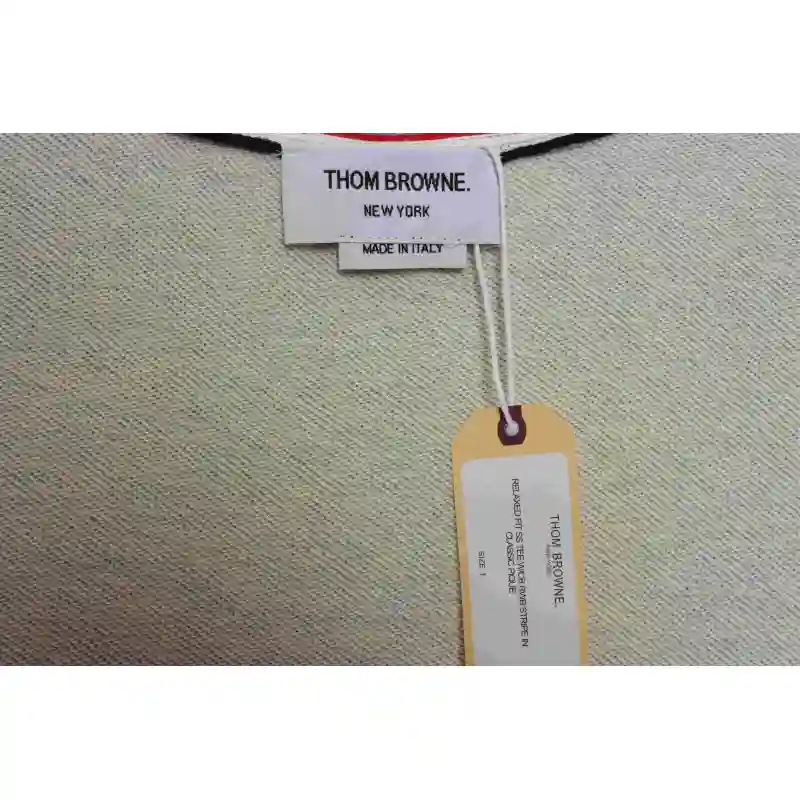 THOM BROWNE.
NEW YORK
MADE IN ITALY
THOM BROWNE.
RELAXED FIT SS TEE W/CB RWB STRIPE IN
CLASSIC PIQUE
SIZE 1